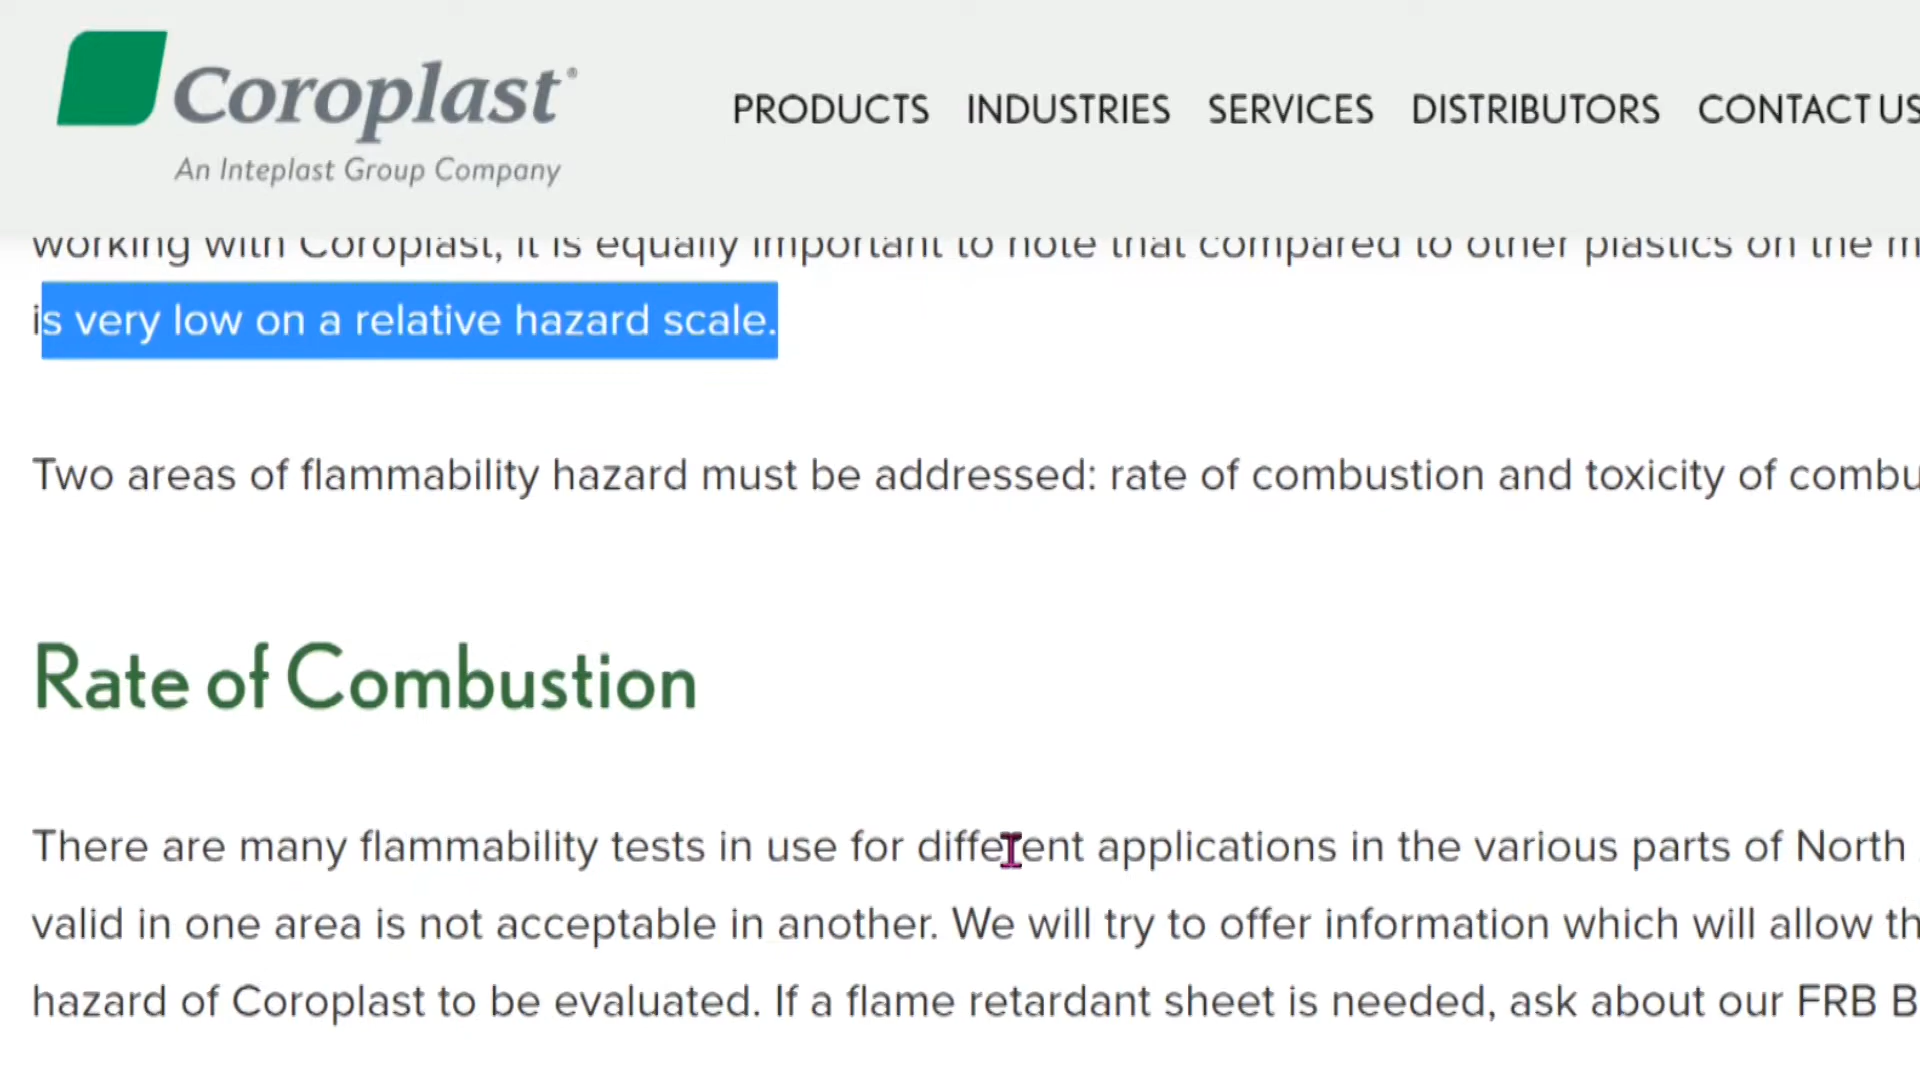 Coroplast®
An Inteplast Group Company
PRODUCTS INDUSTRIES SERVICES DISTRIBUTORS CONTACT US
working with Coroplast, it is equally important to note that compared to other plastics on the
is very low on a relative hazard scale.
Two areas of flammability hazard must be addressed: rate of combustion and toxicity of combu
Rate of Combustion
There are many flammability tests in use for different applications in the various parts of North
valid in one area is not acceptable in another. We will try to offer information which will allow th
hazard of Coroplast to be evaluated. If a flame retardant sheet is needed, ask about our FRB B